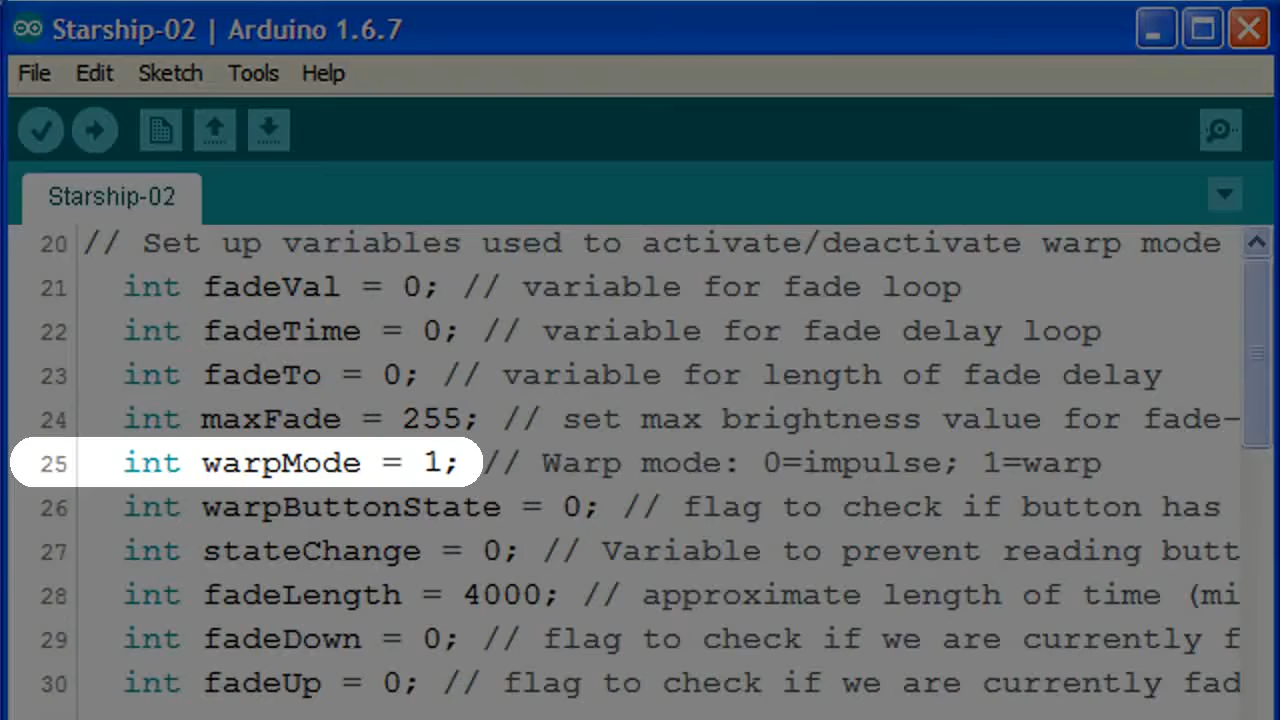 Starship-02 | Arduino 1.6.7
File Edit Sketch Tools Help
Starship-02
20 // Set up variables used to activate/deactivate warp mode
21 int fadeVal = 0; // variable for fade loop
22 int fadeTime = 0; // variable for fade delay loop
23 int fadeTo = 0; // variable for length of fade delay
24 int maxFade = 255; // set max brightness value for fade-
25 int warpMode = 1; // Warp mode: 0=impulse; 1=warp
26 int warpButtonState = 0; // flag to check if button has
27 int stateChange = 0; // Variable to prevent reading butt
28 int fadeLength = 4000; // approximate length of time (mi
29 int fadeDown = 0; // flag to check if we are currently f
30 int fadeUp = 0; // flag to check if we are currently fad